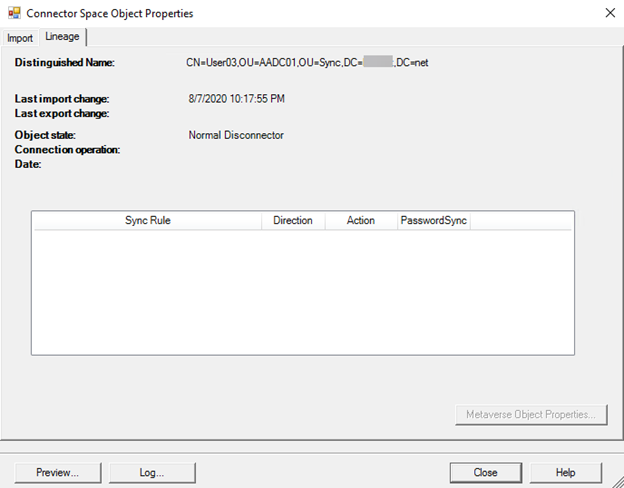 Connector Space Object Properties
Import Lineage
Distinguished Name: CN=User03,OU=AADC01,OU=Sync,DC= ,DC=net
Last import change: 8/7/2020 10:17:55 PM
Last export change:
Object state: Normal Disconnector
Connection operation:
Date:
Sync Rule Direction Action PasswordSync
Metaverse Object Properties...
Preview... Log... Close Help